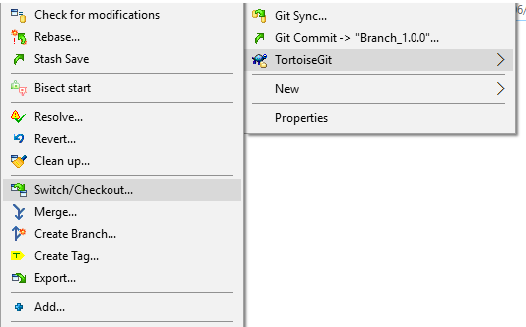 Check for modifications
Rebase...
Stash Save
Bisect start
Resolve...
Revert...
Clean up...
Switch/Checkout...
Merge...
Create Branch...
Create Tag...
Export...
Add...
Git Sync...
Git Commit -> "Branch_1.0.0"...
TortoiseGit
New
Properties